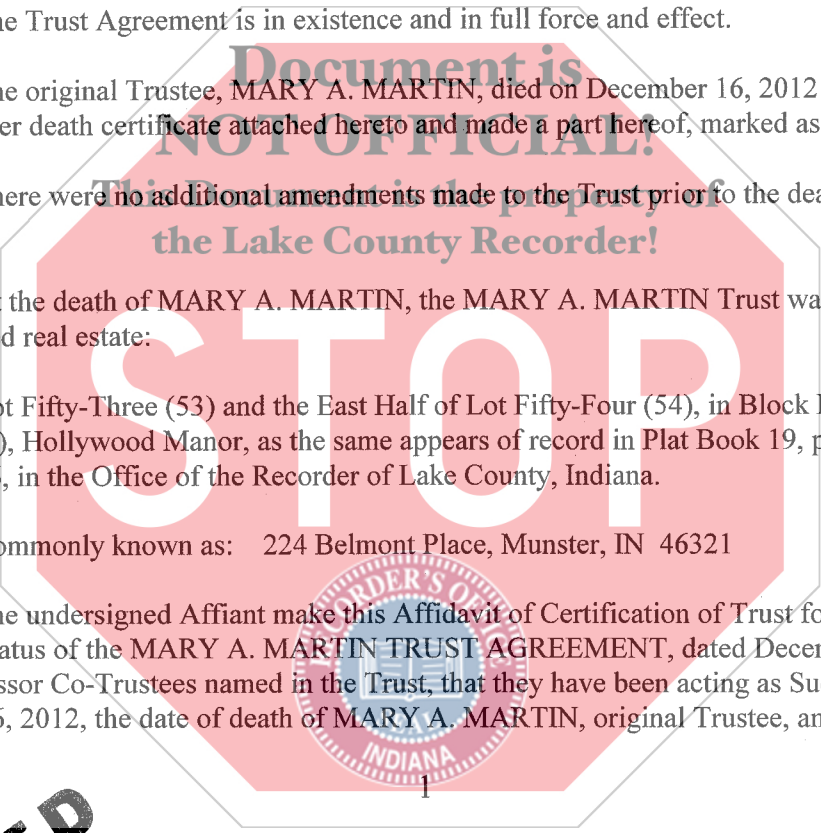 he Trust Agreement is in existence and in full force and effect.
Document is
he original Trustee, MARY A. MARTIN, died on December 16, 2012
er death certificate attached hereto and made a part hereof, marked as
NOT OFFICIAL!
here were no additional amendments made to the Trust prior to the dea
This Document is the property of
the Lake County Recorder!
t the death of MARY A. MARTIN, the MARY A. MARTIN Trust wa
d real estate:
STOP
ot Fifty-Three (53) and the East Half of Lot Fifty-Four (54), in Block
), Hollywood Manor, as the same appears of record in Plat Book 19, p
, in the Office of the Recorder of Lake County, Indiana.
ommonly known as: 224 Belmont Place, Munster, IN 46321
RECORDER'S OFFICE
he undersigned Affiant make this Affidavit of Certification of Trust fo
atus of the MARY A. MARTIN TRUST AGREEMENT, dated Decem
ssor Co-Trustees named in the Trust, that they have been acting as Su
6, 2012, the date of death of MARY A. MARTIN, original Trustee, an
SEAL
INDIANA
1